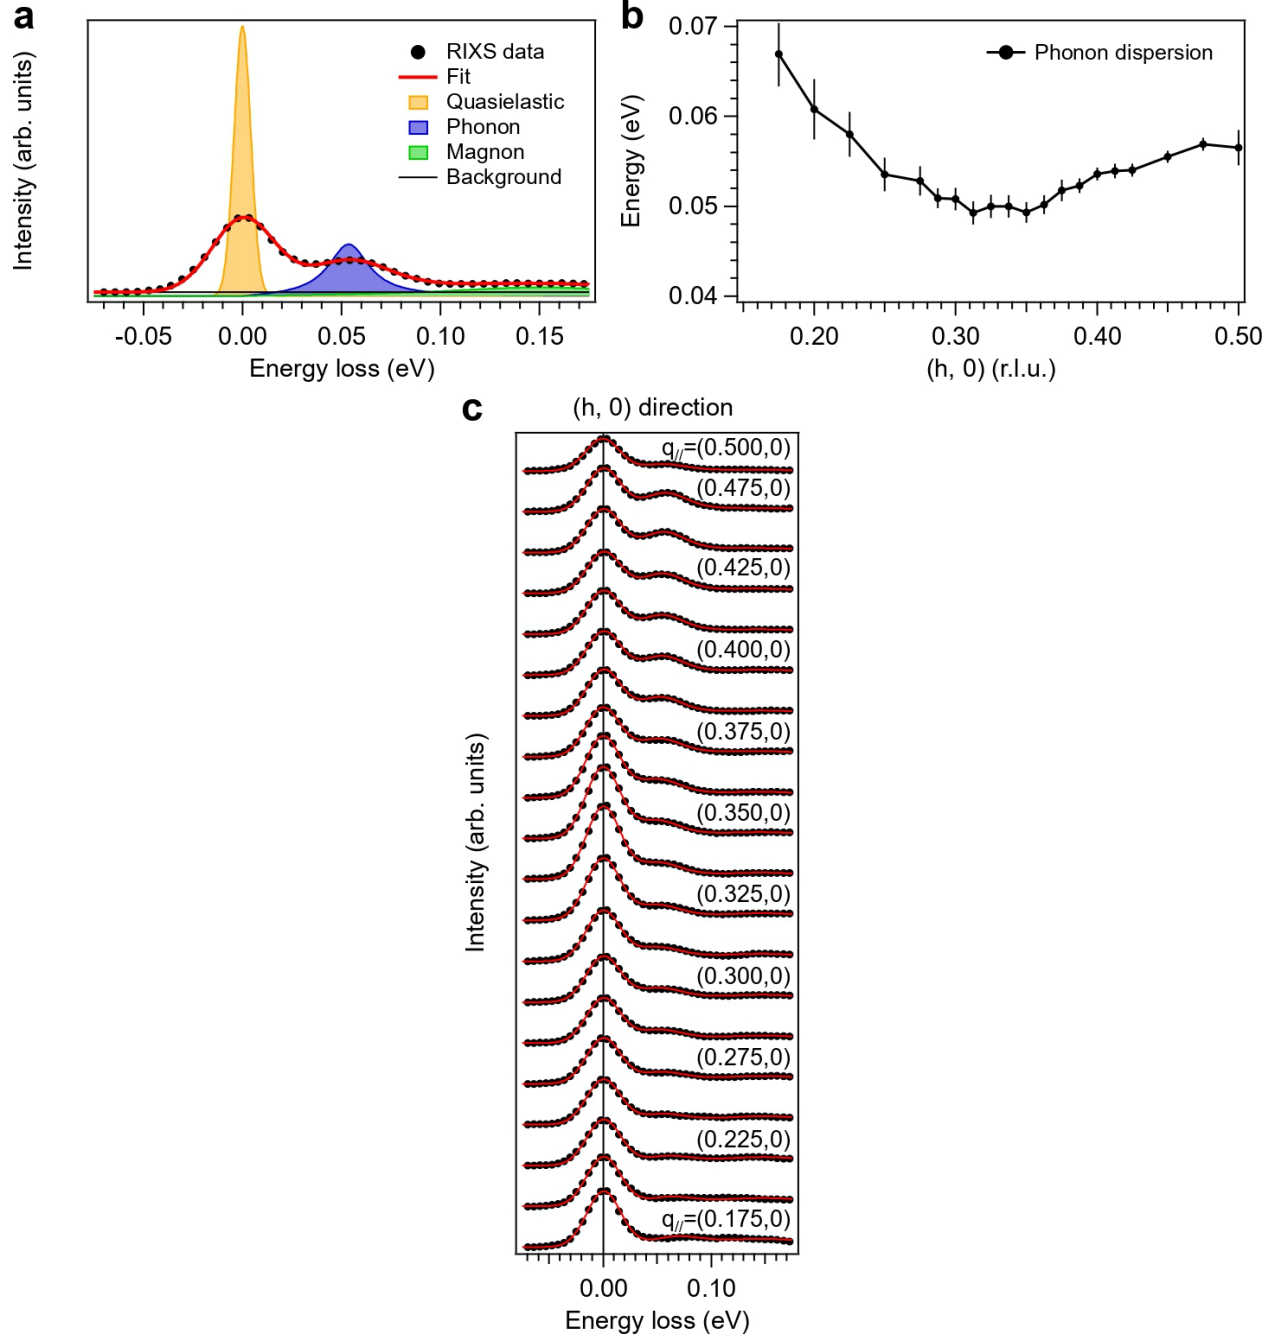 a
Intensity (arb. units)
RIXS data
Fit
Quasielastic
Phonon
Magnon
Background
-0.05 0.00 0.05 0.10 0.15
Energy loss (eV)
b
Energy (eV)
0.07
0.06
0.05
0.04
Phonon dispersion
0.20 0.30 0.40 0.50
(h, 0) (r.l.u.)
c
(h, 0) direction
Intensity (arb. units)
q//=(0.500,0)
(0.475,0)
(0.425,0)
(0.400,0)
(0.375,0)
(0.350,0)
(0.325,0)
(0.300,0)
(0.275,0)
(0.225,0)
q//=(0.175,0)
0.00 0.10
Energy loss (eV)